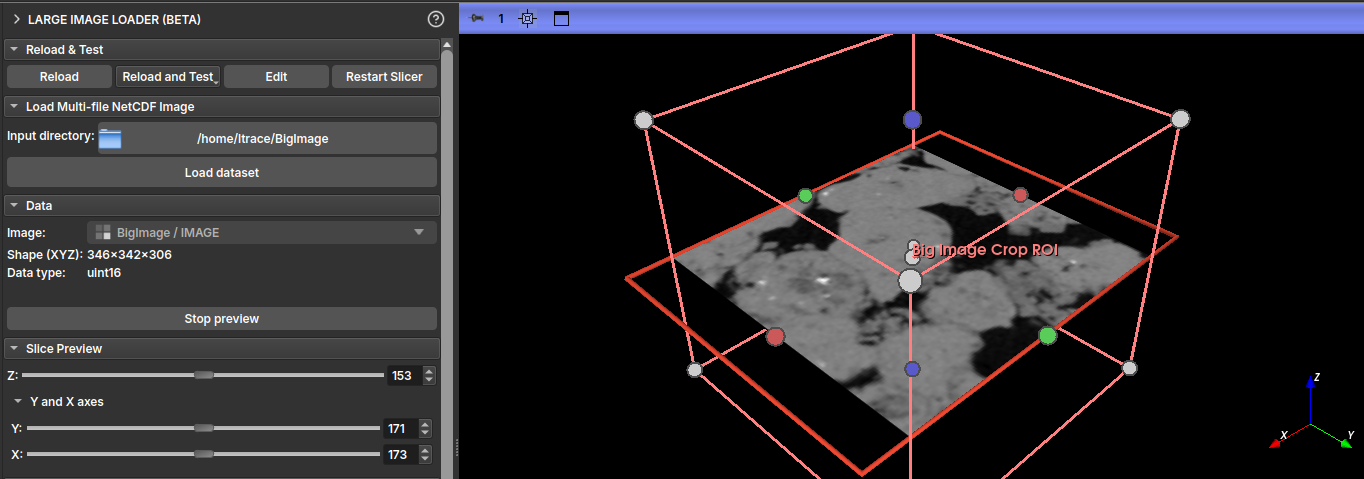 LARGE IMAGE LOADER (BETA)
?
1
Reload & Test
Reload
Reload and Test
Edit
Restart Slicer
Load Multi-file NetCDF Image
Input directory:
/home/ltrace/BigImage
Load dataset
Data
Image:
BigImage / IMAGE
Shape (XYZ): 346×342×306
Data type: uint16
Stop preview
Slice Preview
Z: 153
Y and X axes
Y: 171
X: 173
Big Image Crop ROI
Z
X
Y